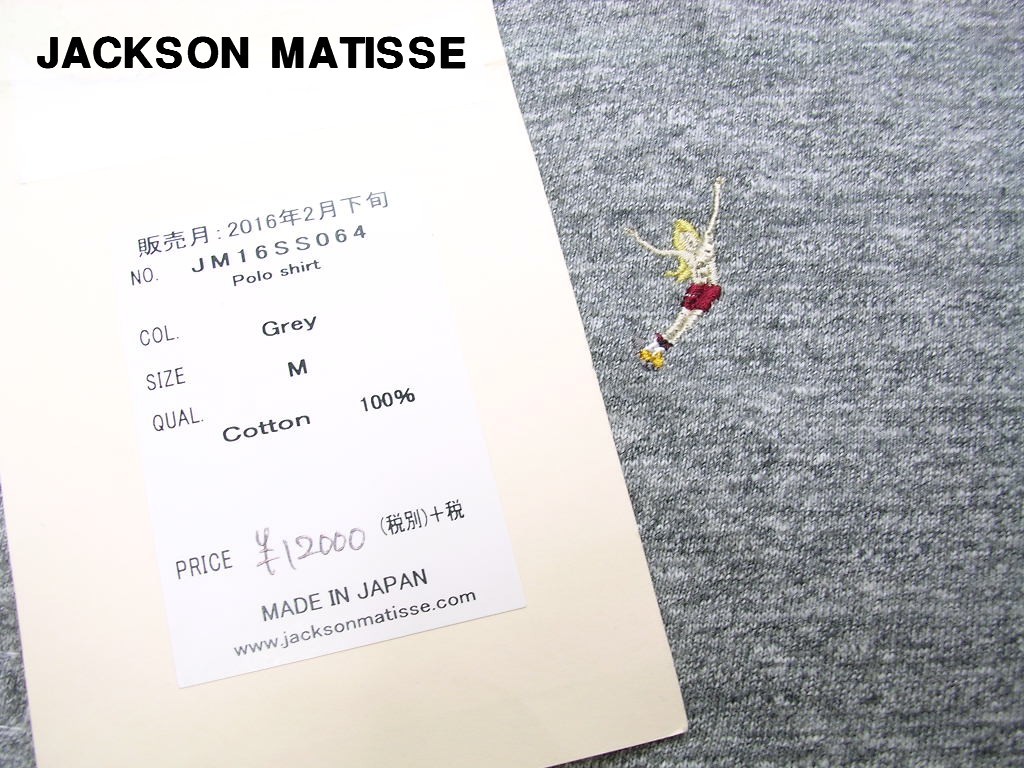 JACKSON MATISSE
販売月:2016年2月下旬
NO. JM16SS064
Polo shirt
COL. Grey
SIZE M
QUAL. Cotton 100%
PRICE ¥12000 (税別)+税
MADE IN JAPAN
www.jacksonmatisse.com